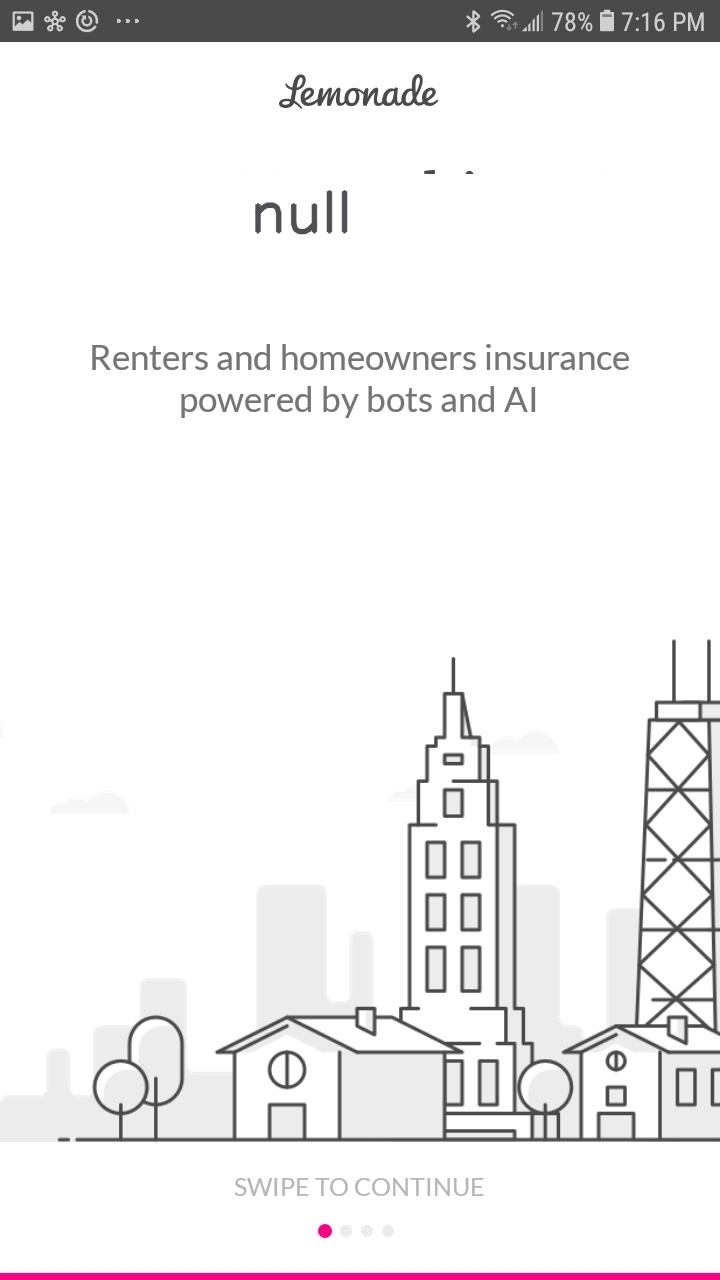 78% 7:16 PM
Lemonade
null
Renters and homeowners insurance
powered by bots and AI
SWIPE TO CONTINUE